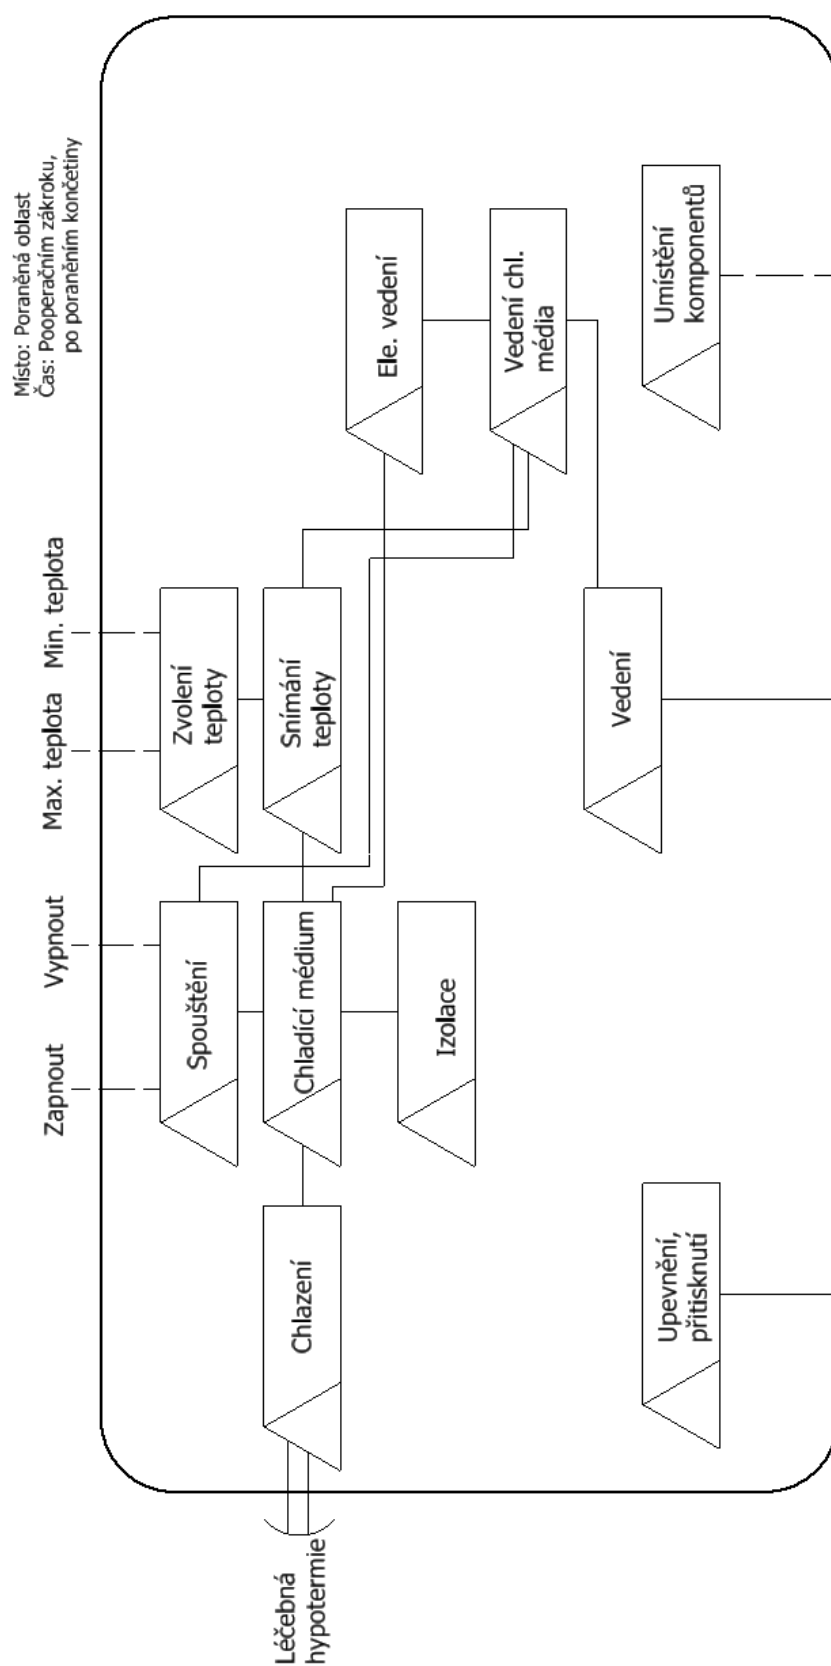 Místo: Poraněná oblast
Čas: Pooperačním zákroku,
po poraněním končetiny
Zapnout
Vypnout
Max. teplota
Min. teplota
Léčebná
hypotermie
Chlazení
Spouštění
Chladící médium
Izolace
Zvolení
teploty
Snímání
teploty
Ele. vedení
Vedení chl.
média
Vedení
Upevnění,
přitisknutí
Umístění
komponentů